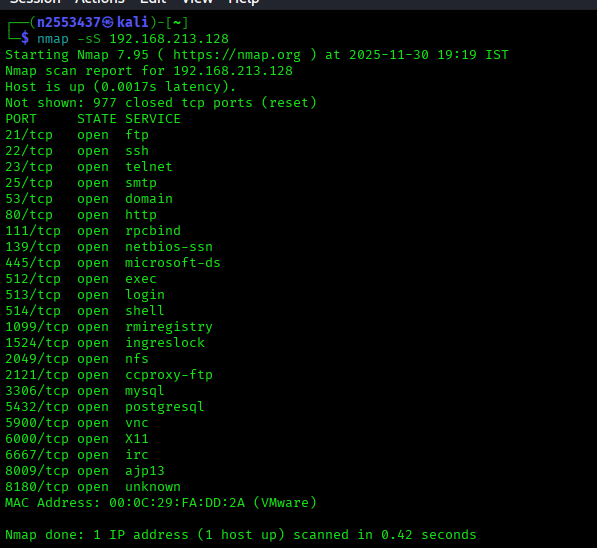 Session Actions Edit View Help
┌──(n2553437㉿kali)-[~]
└─$ nmap -sS 192.168.213.128
Starting Nmap 7.95 ( https://nmap.org ) at 2025-11-30 19:19 IST
Nmap scan report for 192.168.213.128
Host is up (0.0017s latency).
Not shown: 977 closed tcp ports (reset)
PORT     STATE SERVICE
21/tcp   open  ftp
22/tcp   open  ssh
23/tcp   open  telnet
25/tcp   open  smtp
53/tcp   open  domain
80/tcp   open  http
111/tcp  open  rpcbind
139/tcp  open  netbios-ssn
445/tcp  open  microsoft-ds
512/tcp  open  exec
513/tcp  open  login
514/tcp  open  shell
1099/tcp open  rmiregistry
1524/tcp open  ingreslock
2049/tcp open  nfs
2121/tcp open  ccproxy-ftp
3306/tcp open  mysql
5432/tcp open  postgresql
5900/tcp open  vnc
6000/tcp open  X11
6667/tcp open  irc
8009/tcp open  ajp13
8180/tcp open  unknown
MAC Address: 00:0C:29:FA:DD:2A (VMware)
Nmap done: 1 IP address (1 host up) scanned in 0.42 seconds